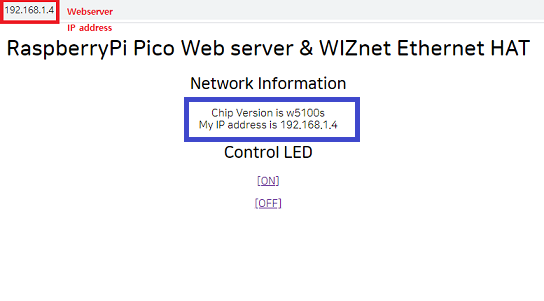 192.168.1.4 Webserver
IP address
RaspberryPi Pico Web server & WIZnet Ethernet HAT
Network Information
Chip Version is w5100s
My IP address is 192.168.1.4
Control LED
[ON]
[OFF]